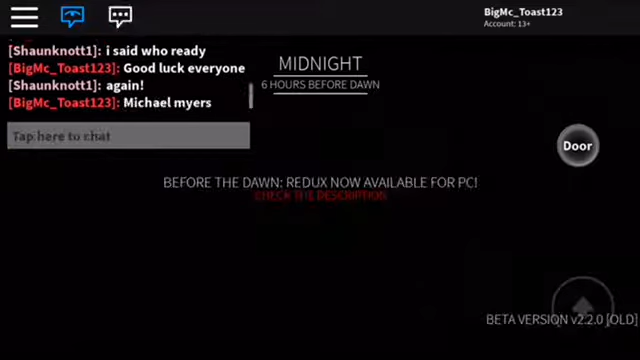 BigMc_Toast123
Account: 13+
[Shaunknott1]: i said who ready
[BigMc_Toast123]: Good luck everyone
[Shaunknott1]: again!
[BigMc_Toast123]: Michael myers
Tap here to chat
MIDNIGHT
6 HOURS BEFORE DAWN
Door
BEFORE THE DAWN: REDUX NOW AVAILABLE FOR PC!
CHECK THE DESCRIPTION
BETA VERSION v2.2.0 [OLD]